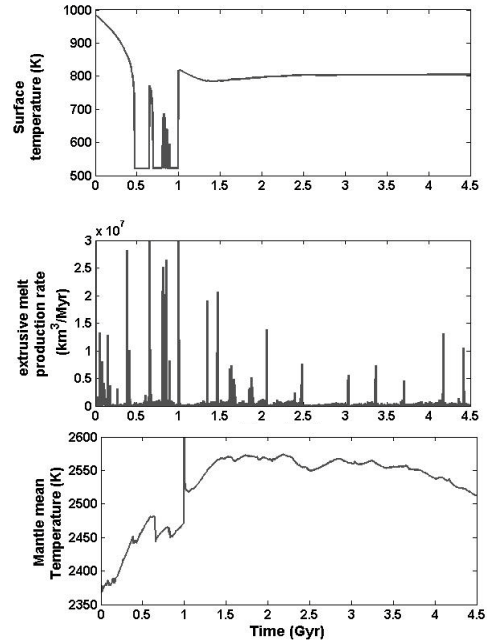 1000
900
800
700
600
500
Surface
temperature (K)
0 0.5 1 1.5 2 2.5 3 3.5 4 4.5
x 10^7
3
2.5
2
1.5
1
0.5
0
extrusive melt
production rate
(km³/Myr)
0 0.5 1 1.5 2 2.5 3 3.5 4 4.5
2600
2550
2500
2450
2400
2350
Mantle mean
Temperature (K)
0 0.5 1 1.5 2 2.5 3 3.5 4 4.5
Time (Gyr)